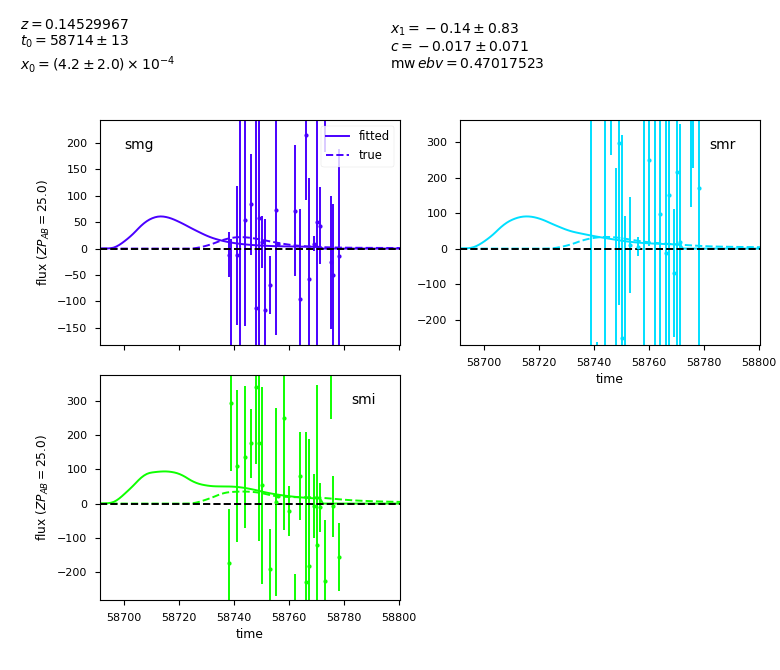 z = 0.14529967
t₀ = 58714 ± 13
x₀ = (4.2 ± 2.0) × 10⁻⁴
x₁ = −0.14 ± 0.83
c = −0.017 ± 0.071
mw ebv = 0.47017523
smg
fitted
true
200
150
100
50
0
−50
−100
−150
flux (ZP_AB = 25.0)
smr
300
200
100
0
−100
−200
58700 58720 58740 58760 58780 58800
time
smi
300
200
100
0
−100
−200
flux (ZP_AB = 25.0)
58700 58720 58740 58760 58780 58800
time